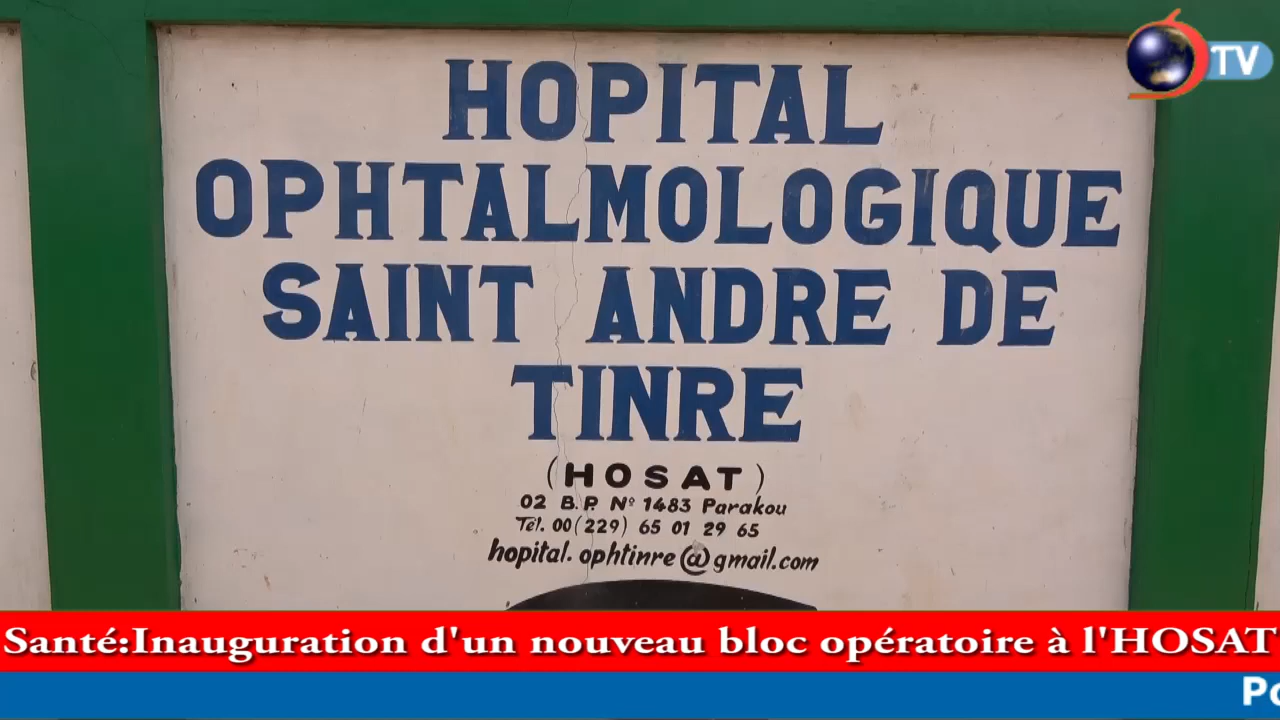 TV
HOPITAL
OPHTALMOLOGIQUE
SAINT ANDRE DE
TINRE
(HOSAT)
02 B.P. Nº 1483 Parakou
Tél. 00(229) 65 01 29 65
hopital.ophtinre@gmail.com
Santé:Inauguration d'un nouveau bloc opératoire à l'HOSAT